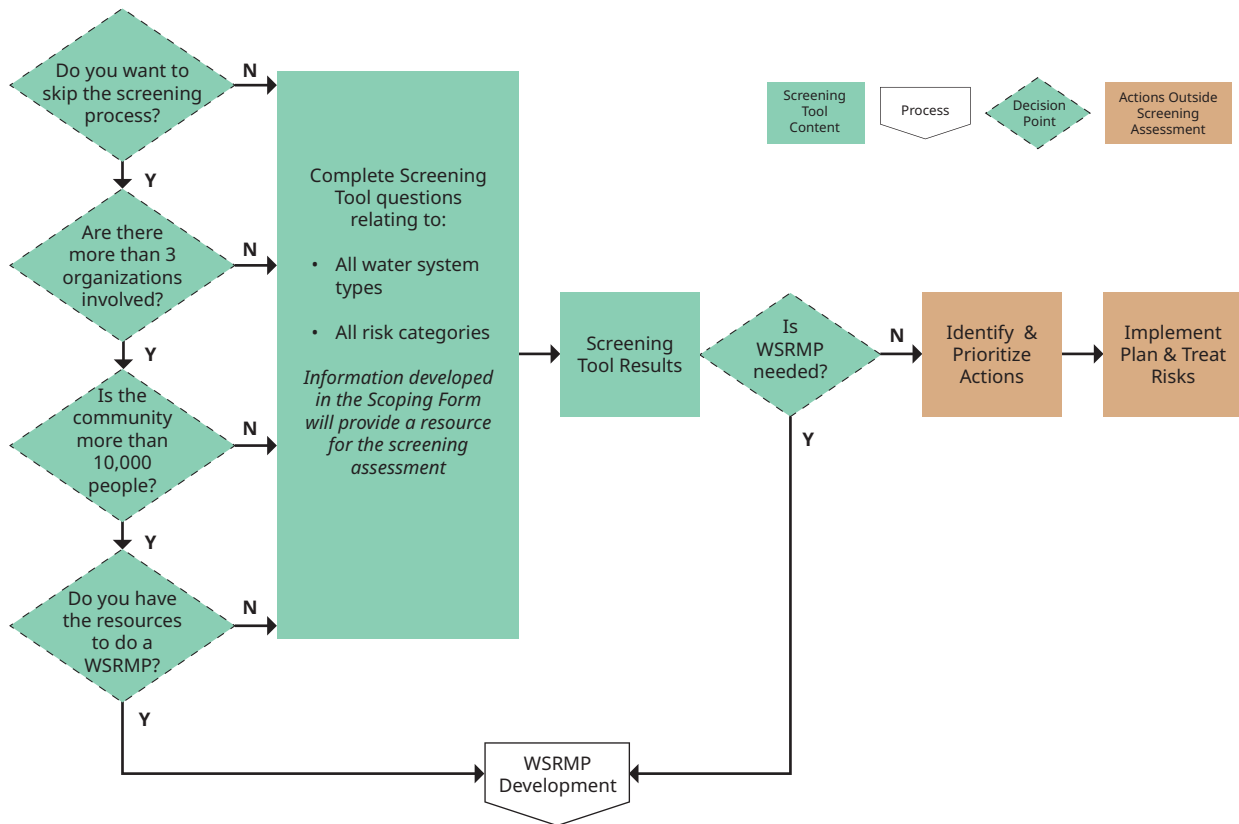 Do you want to
skip the screening
process?
N
Y
Are there
more than 3
organizations
involved?
N
Y
Is the
community
more than
10,000
people?
N
Y
Do you have
the resources
to do a
WSRMP?
N
Y
Complete Screening
Tool questions
relating to:
• All water system
types
• All risk categories
Information developed
in the Scoping Form
will provide a resource
for the screening
assessment
Screening
Tool Results
Is
WSRMP
needed?
N
Y
Identify & 
Prioritize
Actions
Implement
Plan & Treat
Risks
WSRMP
Development
Screening
Tool
Content
Process
Decision
Point
Actions Outside
Screening
Assessment